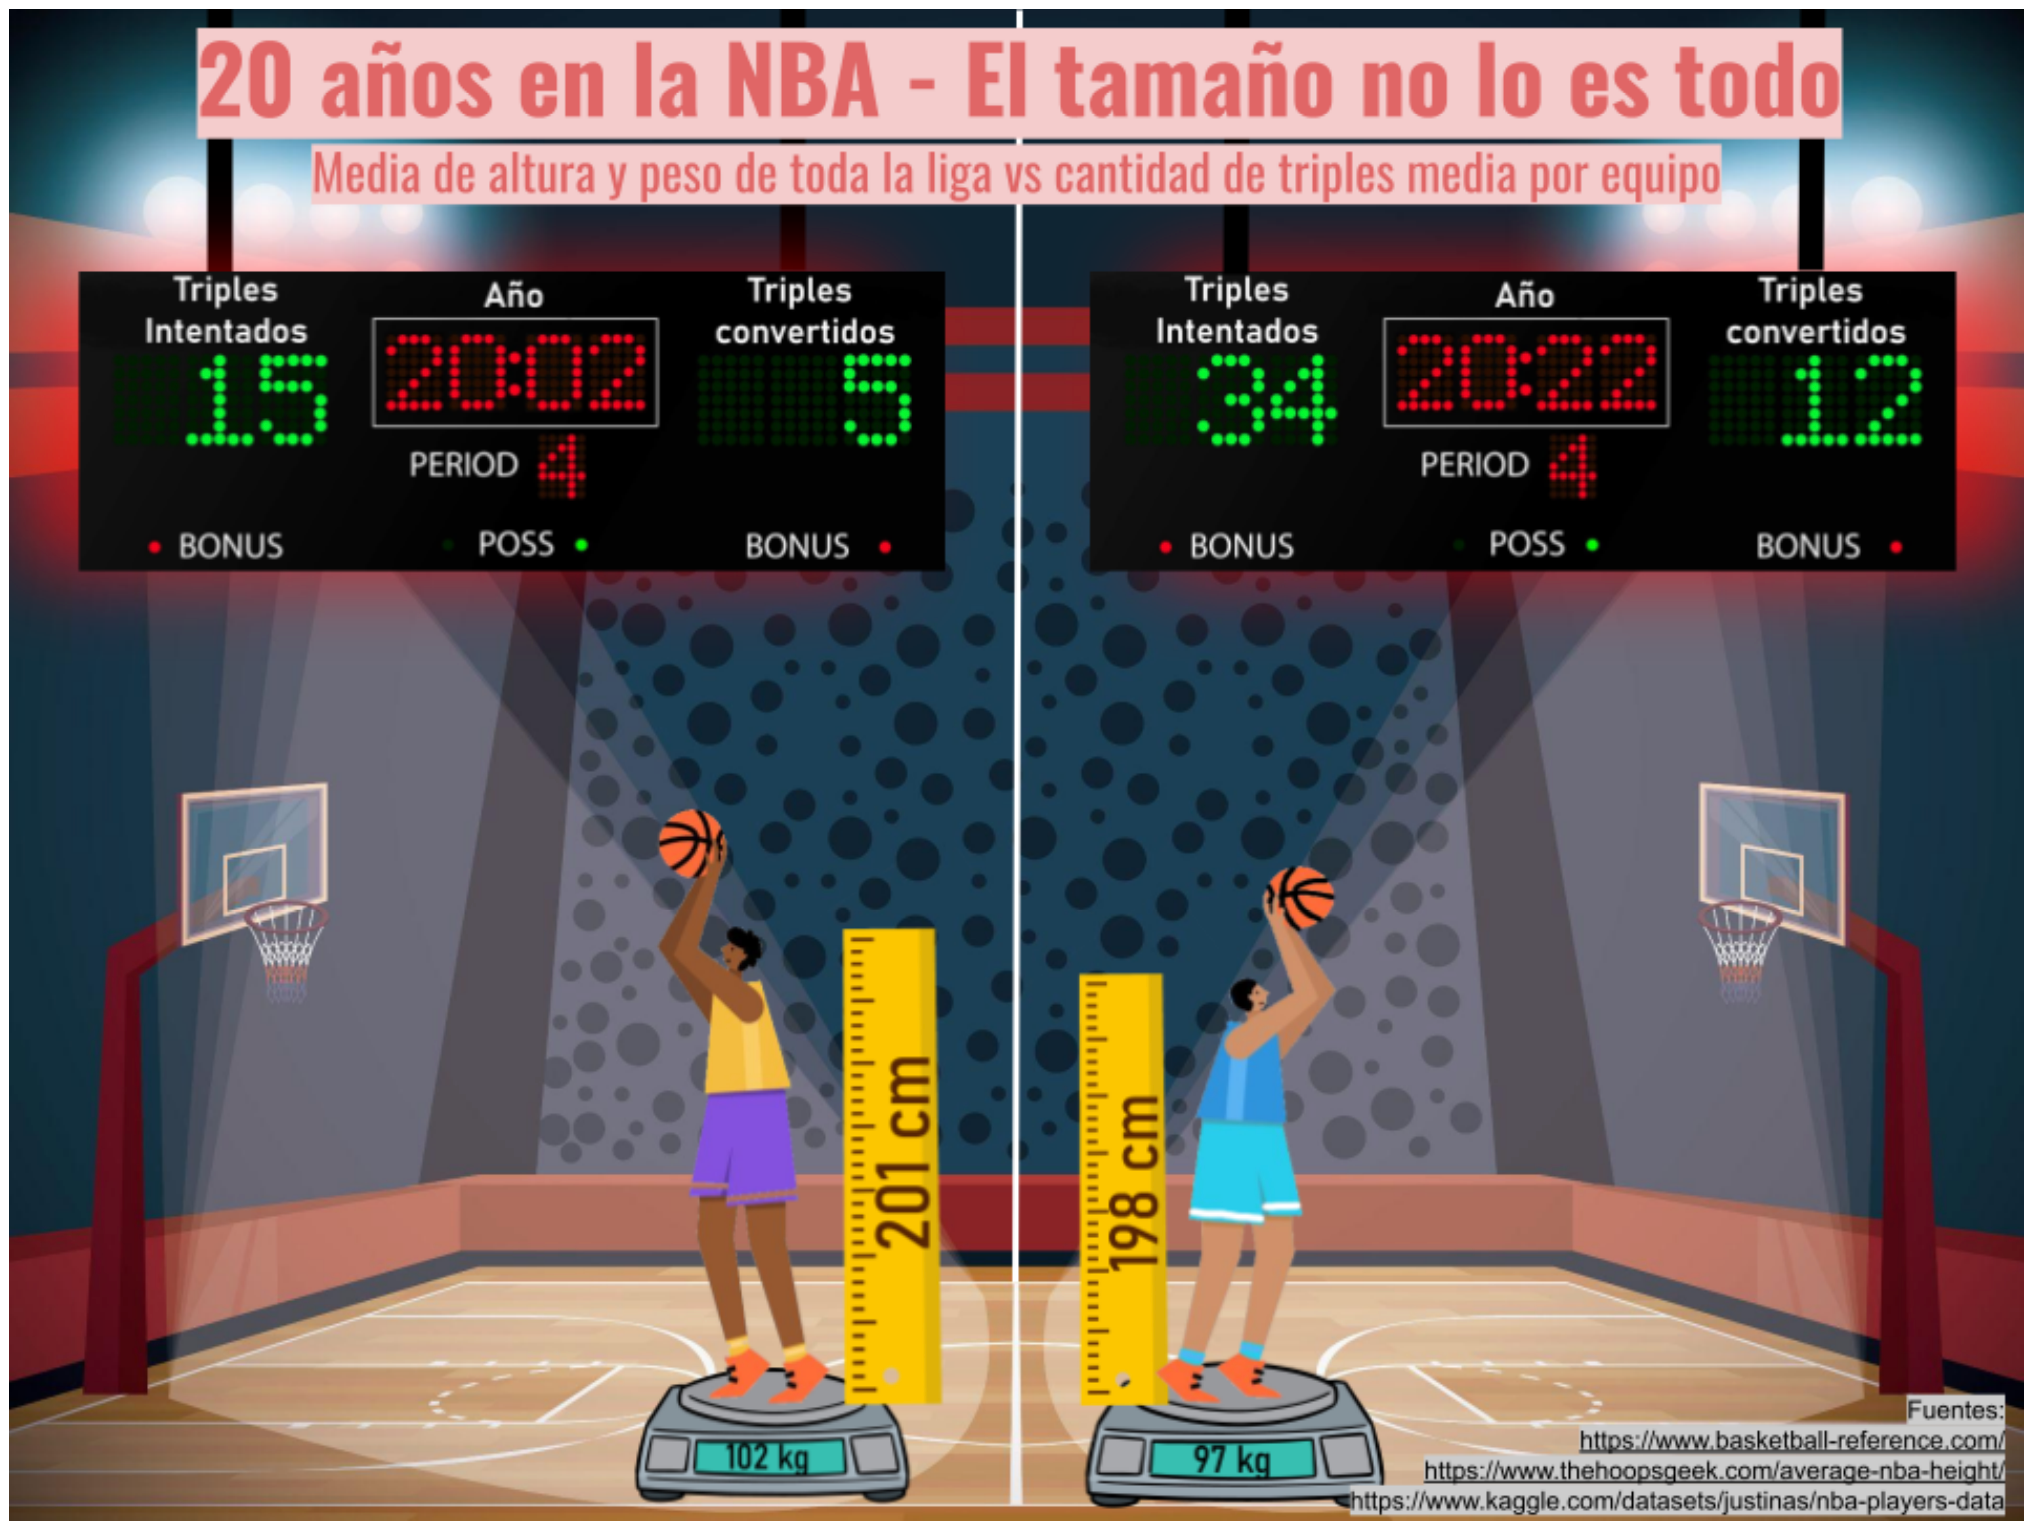 20 años en la NBA - El tamaño no lo es todo
Media de altura y peso de toda la liga vs cantidad de triples media por equipo
Triples
Intentados
15
Año
20:02
PERIOD 4
Triples
convertidos
5
BONUS
POSS
BONUS
Triples
Intentados
34
Año
20:22
PERIOD 4
Triples
convertidos
12
BONUS
POSS
BONUS
201 cm
198 cm
102 kg
97 kg
Fuentes:
https://www.basketball-reference.com/
https://www.thehoopsgeek.com/average-nba-height/
https://www.kaggle.com/datasets/justinas/nba-players-data